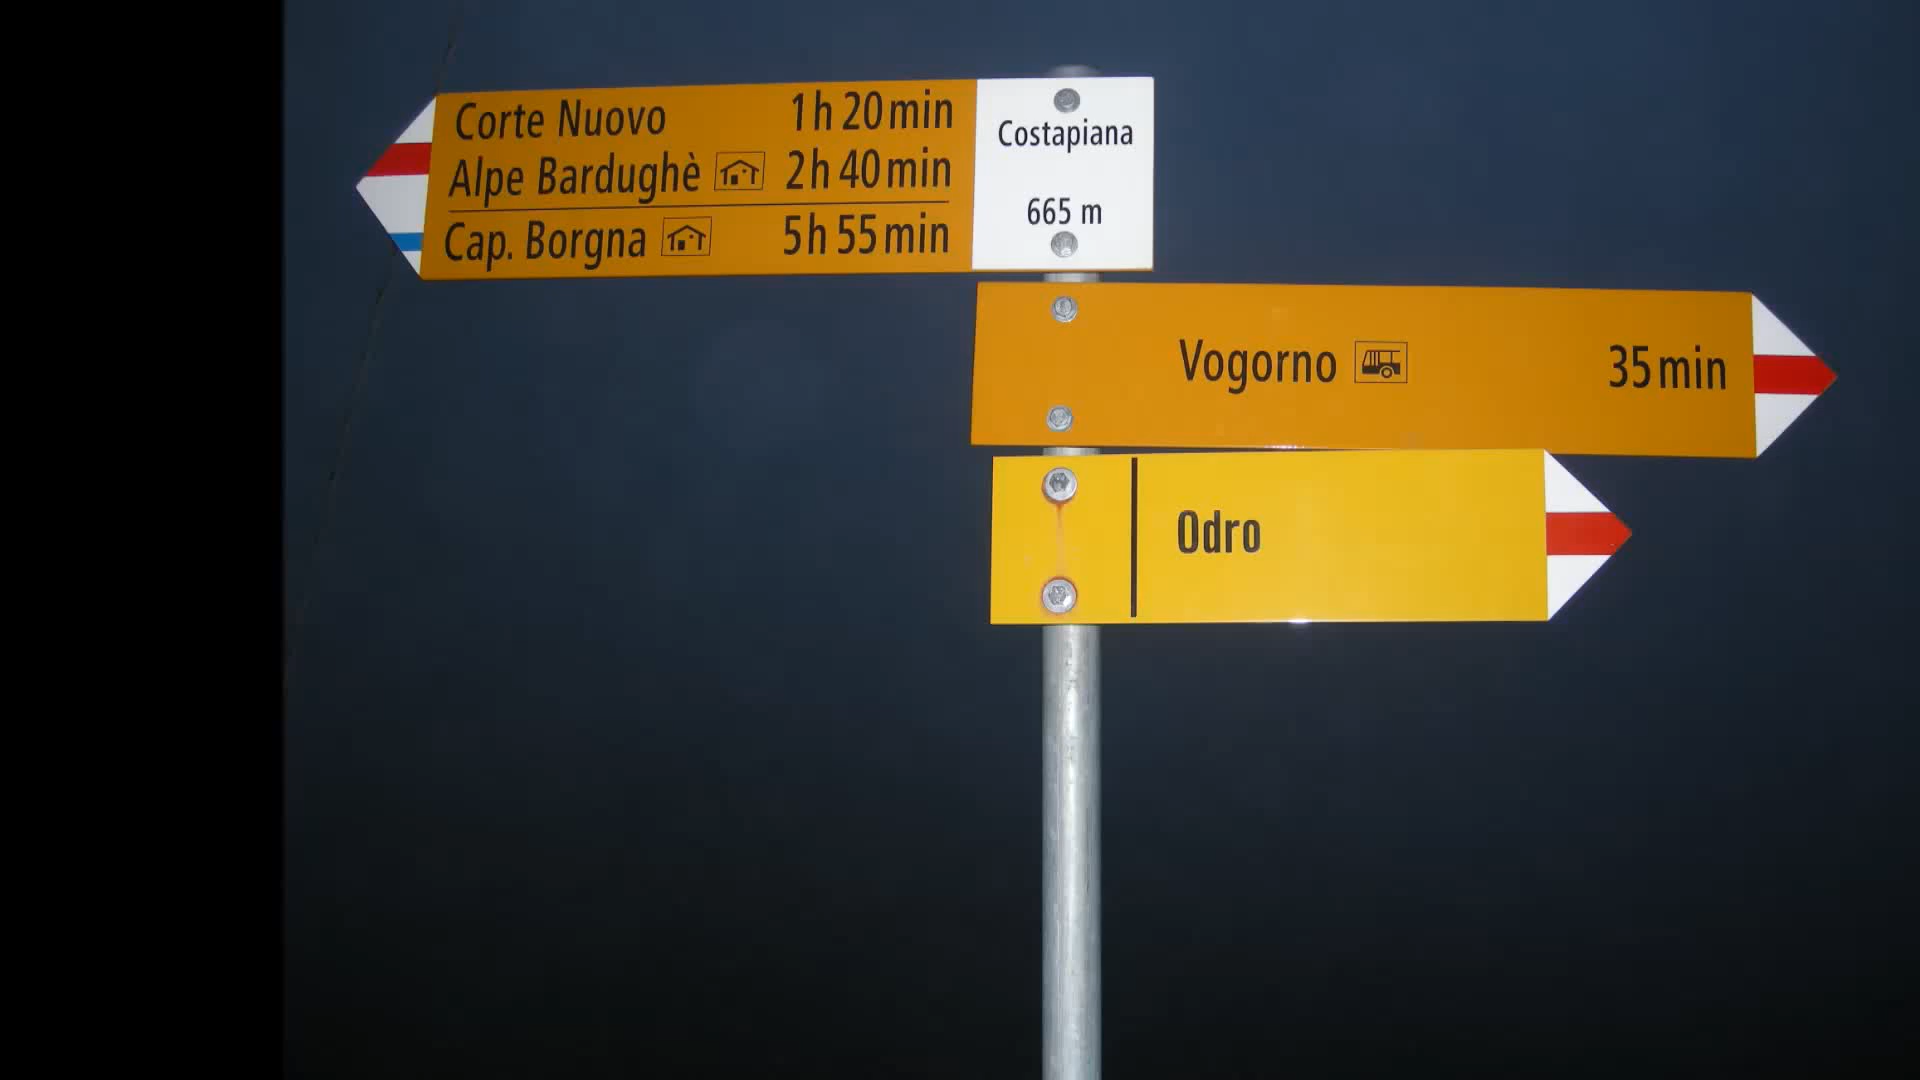 Corte Nuovo 1h 20min
Alpe Bardughè 2h 40min
Cap. Borgna 5h 55min
Costapiana
665 m
Vogorno 35min
Odro